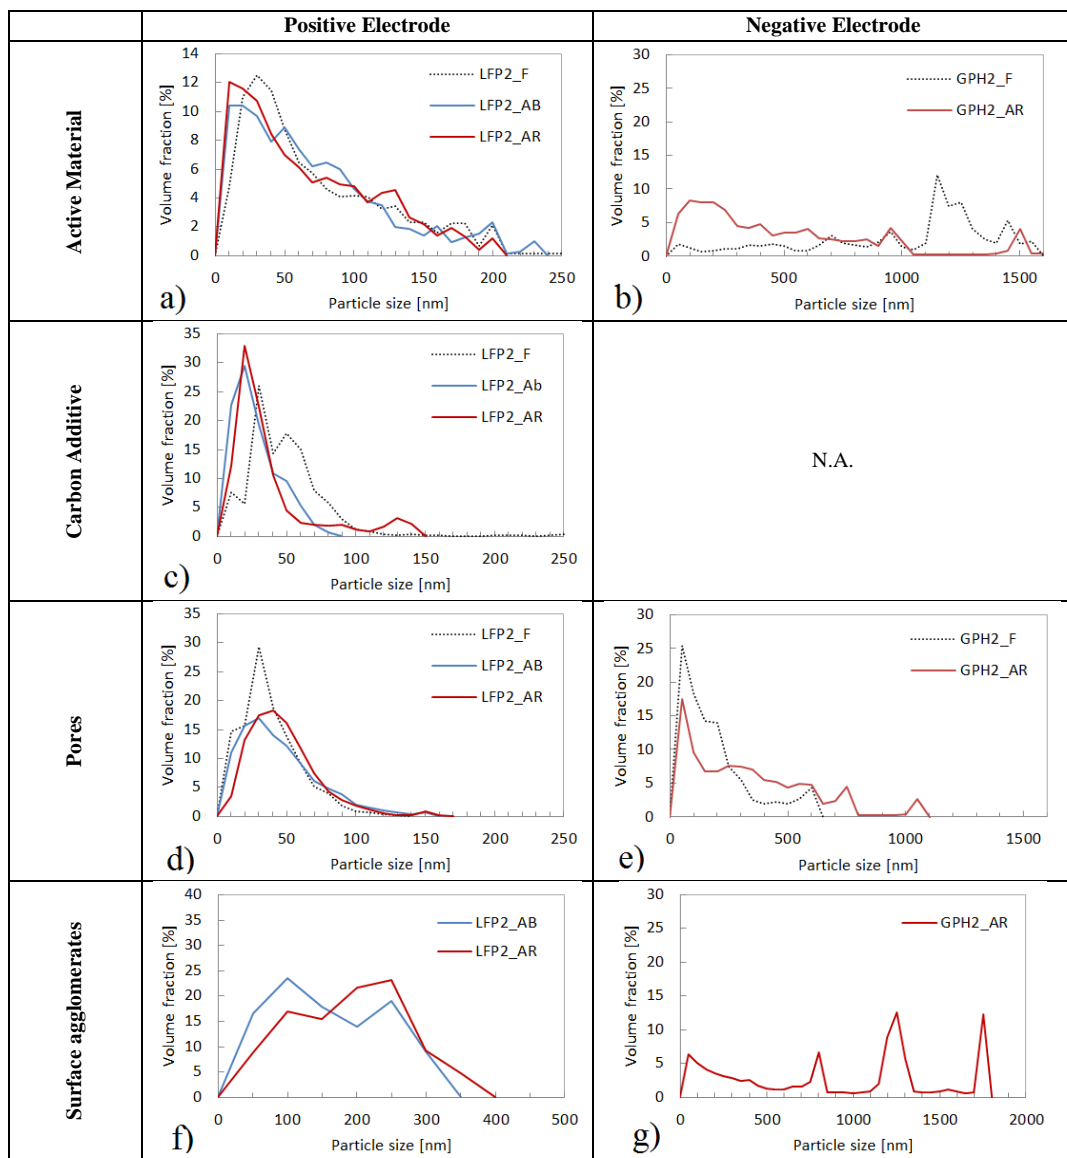 Positive Electrode
Negative Electrode
Active Material
14
12
10
8
6
4
2
0
Volume fraction [%]
LFP2_F
LFP2_AB
LFP2_AR
0 50 100 150 200 250
Particle size [nm]
a)
30
25
20
15
10
5
0
Volume fraction [%]
GPH2_F
GPH2_AR
0 500 1000 1500
Particle size [nm]
b)
Carbon Additive
35
30
25
20
15
10
5
0
Volume fraction [%]
LFP2_F
LFP2_Ab
LFP2_AR
0 50 100 150 200 250
Particle size [nm]
c)
N.A.
Pores
35
30
25
20
15
10
5
0
Volume fraction [%]
LFP2_F
LFP2_AB
LFP2_AR
0 50 100 150 200 250
Particle size [nm]
d)
30
25
20
15
10
5
0
Volume fraction [%]
GPH2_F
GPH2_AR
0 500 1000 1500
Particle size [nm]
e)
Surface agglomerates
40
35
30
25
20
15
10
5
0
Volume fraction [%]
LFP2_AB
LFP2_AR
0 100 200 300 400 500
Particle size [nm]
f)
30
25
20
15
10
5
0
Volume fraction [%]
GPH2_AR
0 500 1000 1500 2000
Particle size [nm]
g)